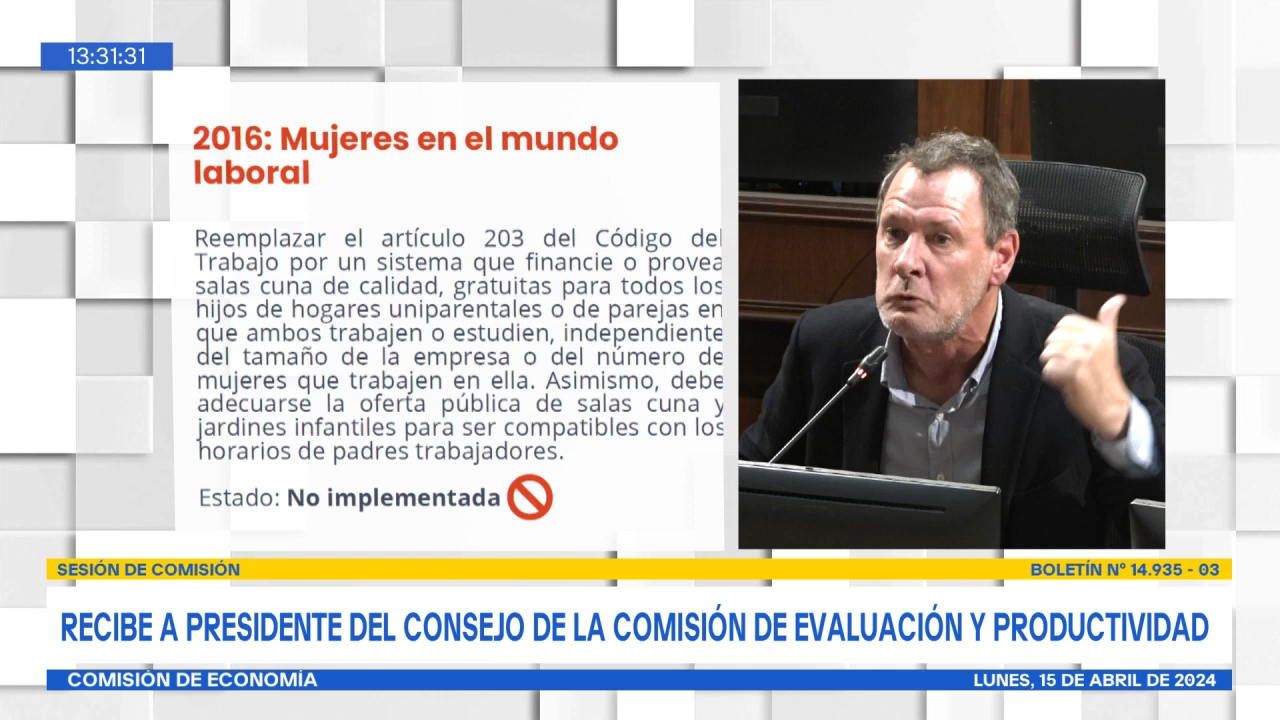 13:31:31
2016: Mujeres en el mundo
laboral
Reemplazar el artículo 203 del Código del
Trabajo por un sistema que financie o provea
salas cuna de calidad, gratuitas para todos los
hijos de hogares uniparentales o de parejas en
que ambos trabajen o estudien, independiente
del tamaño de la empresa o del número de
mujeres que trabajen en ella. Asimismo, debe
adecuarse la oferta pública de salas cuna y
jardines infantiles para ser compatibles con los
horarios de padres trabajadores.
Estado: No implementada
SESIÓN DE COMISIÓN
BOLETÍN Nº 14.935 - 03
RECIBE A PRESIDENTE DEL CONSEJO DE LA COMISIÓN DE EVALUACIÓN Y PRODUCTIVIDAD
COMISIÓN DE ECONOMÍA
LUNES, 15 DE ABRIL DE 2024